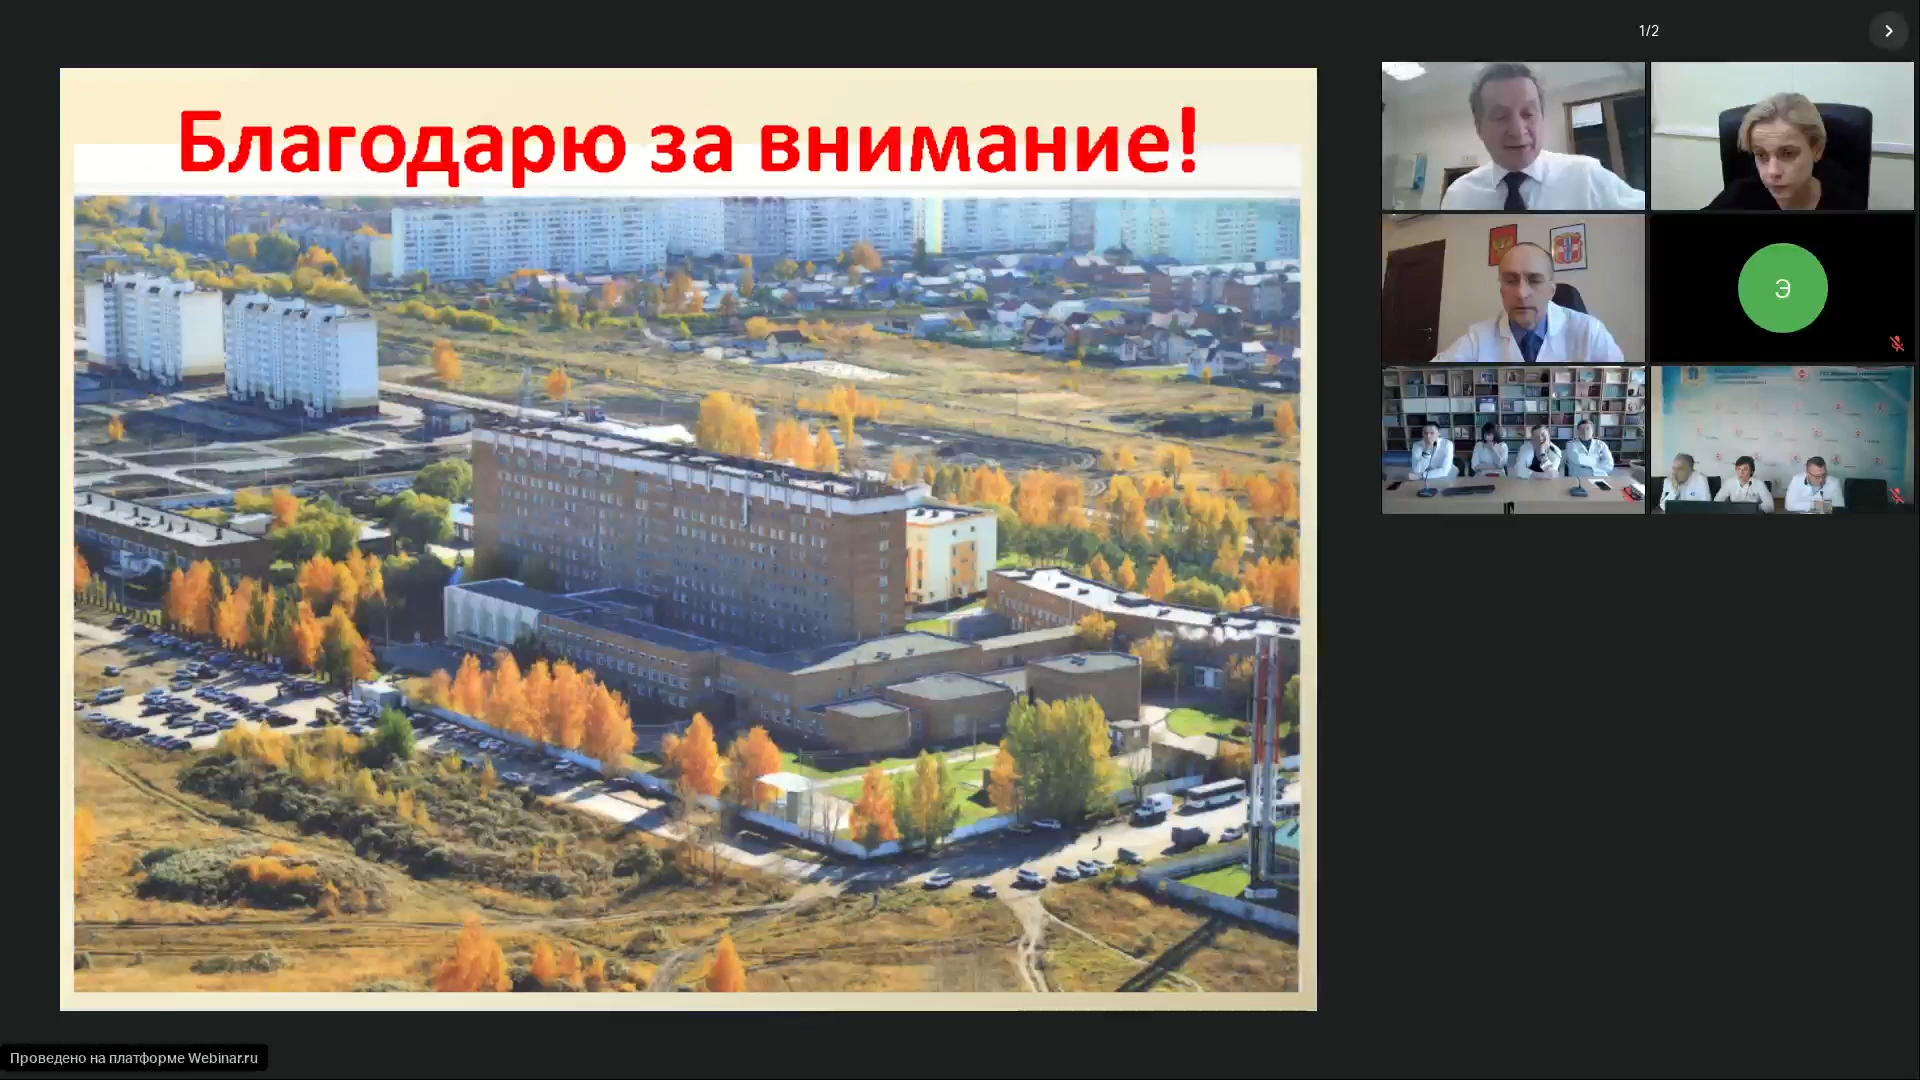 1/2
Благодарю за внимание!
Э
Проведено на платформе Webinar.ru